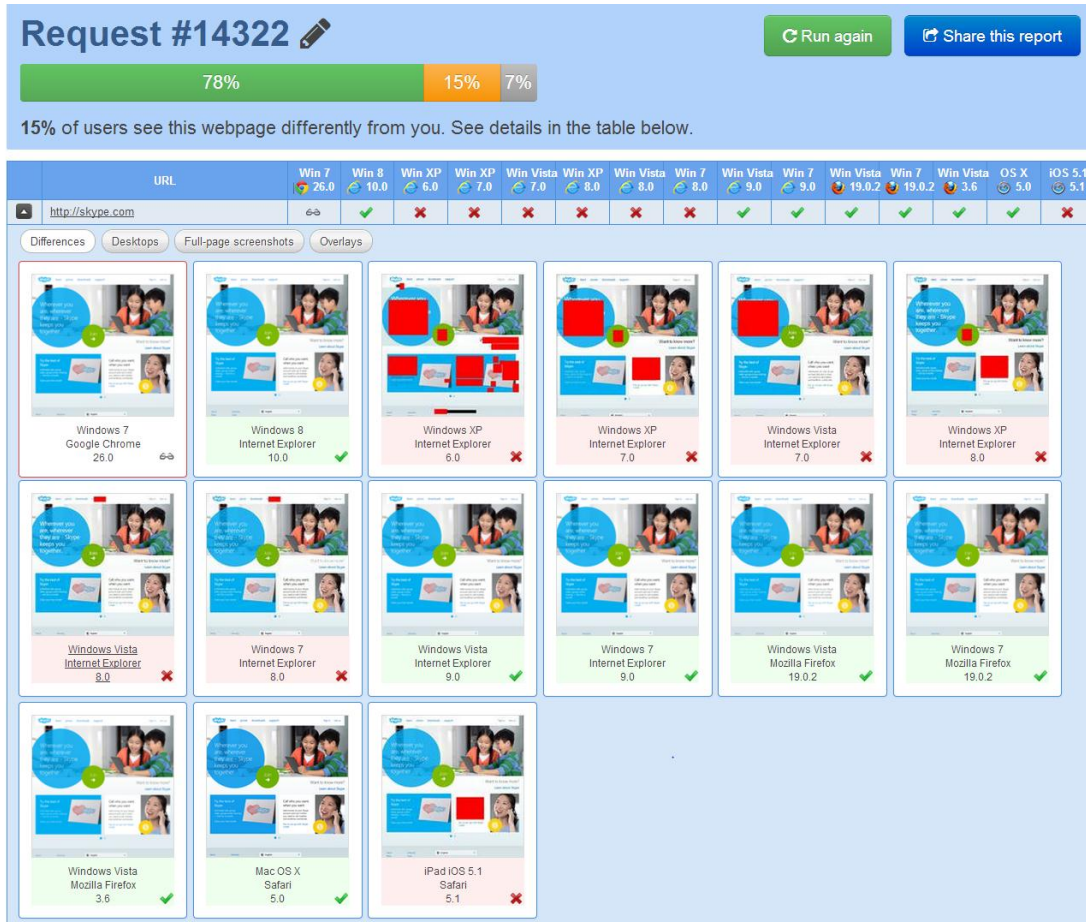 Request #14322
Run again
Share this report
78%
15%
7%
15% of users see this webpage differently from you. See details in the table below.
URL
Win 7 26.0
Win 8 10.0
Win XP 6.0
Win XP 7.0
Win Vista 7.0
Win XP 8.0
Win Vista 8.0
Win 7 8.0
Win Vista 9.0
Win 7 9.0
Win Vista 19.0.2
Win 7 19.0.2
Win Vista 3.6
OS X 5.0
iOS 5.1 5.1
http://skype.com
Differences
Desktops
Full-page screenshots
Overlays
Windows 7
Google Chrome
26.0
Windows 8
Internet Explorer
10.0
Windows XP
Internet Explorer
6.0
Windows XP
Internet Explorer
7.0
Windows Vista
Internet Explorer
7.0
Windows XP
Internet Explorer
8.0
Windows Vista
Internet Explorer
8.0
Windows 7
Internet Explorer
8.0
Windows Vista
Internet Explorer
9.0
Windows 7
Internet Explorer
9.0
Windows Vista
Mozilla Firefox
19.0.2
Windows 7
Mozilla Firefox
19.0.2
Windows Vista
Mozilla Firefox
3.6
Mac OS X
Safari
5.0
iPad iOS 5.1
Safari
5.1